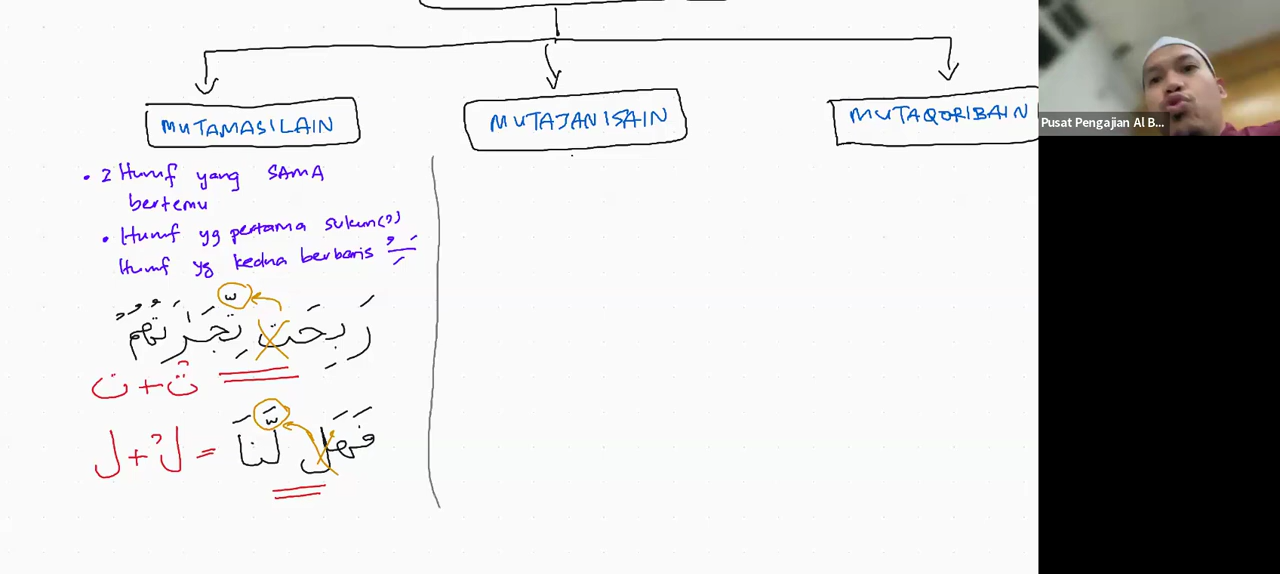 MUTAMASILAIN
MUTAJANISAIN
MUTAQORIBAIN
Pusat Pengajian Al B...
• 2 Huruf yang SAMA
bertemu
• Huruf yg pertama sukun(ْ)
Huruf yg kedua berbaris
رَبِحَت تِّجَارَتُهُمْ
تْ + ت
فَهَل لَّنَا = لْ + ل